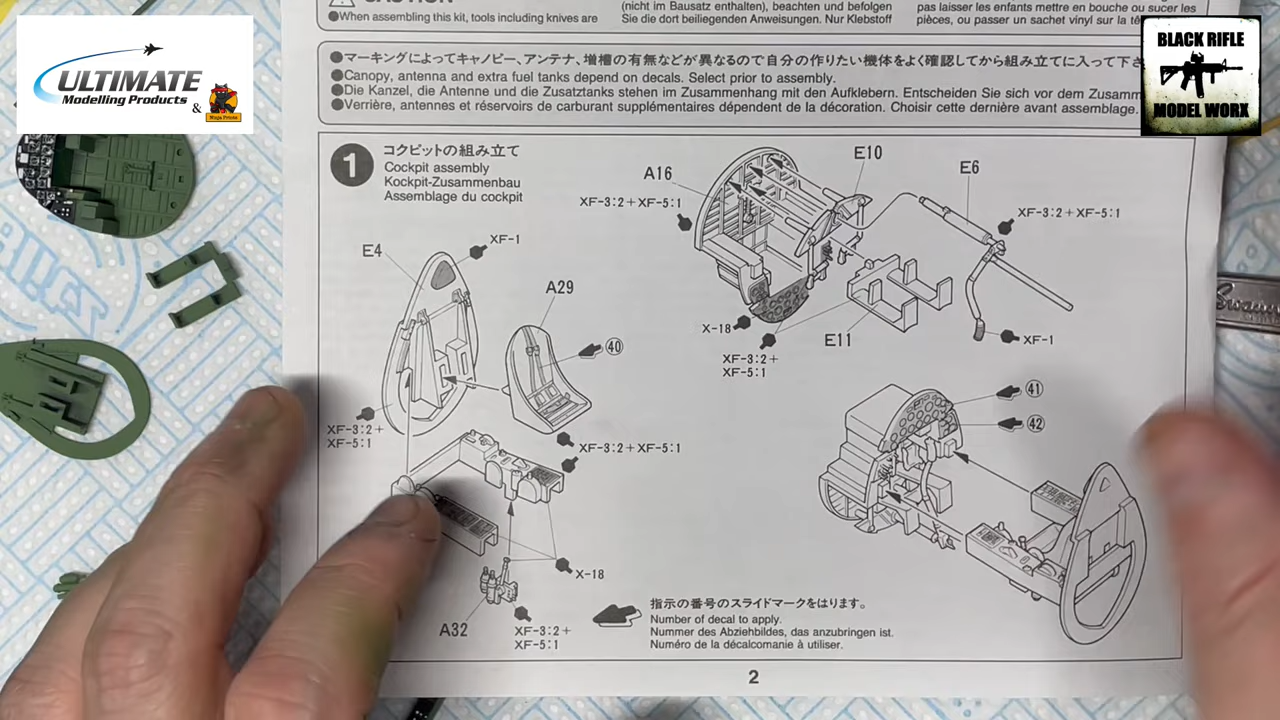 ULTIMATE
Modelling Products
&
Ninja Prints
BLACK RIFLE
MODEL WORX
●When assembling this kit, tools including knives are
(nicht im Bausatz enthalten), beachten und befolgen
Sie die dort beiliegenden Anweisungen. Nur Klebstoff
pas laisser les enfants mettre en bouche ou sucer les
pièces, ou passer un sachet vinyl sur la
●マーキングによってキャノピー、アンテナ、増槽の有無などが異なるので自分の作りたい機体をよく確認してから組み立てに入って下さ
●Canopy, antenna and extra fuel tanks depend on decals. Select prior to assembly.
●Die Kanzel, die Antenne und die Zusatztanks stehen im Zusammenhang mit den Aufklebern. Entscheiden Sie sich vor dem Zusamm
●Verrière, antennes et réservoirs de carburant supplémentaires dépendent de la décoration. Choisir cette dernière avant assemblage.
1
コクピットの組み立て
Cockpit assembly
Kockpit-Zusammenbau
Assemblage du cockpit
A16
E10
E6
XF-3:2+XF-5:1
XF-3:2+XF-5:1
E4
XF-1
A29
X-18
XF-3:2+
XF-5:1
E11
XF-1
40
41
42
XF-3:2+
XF-5:1
XF-3:2+XF-5:1
X-18
A32
XF-3:2+
XF-5:1
指示の番号のスライドマークをはります。
Number of decal to apply.
Nummer des Abziehbildes, das anzubringen ist.
Numéro de la décalcomanie à utiliser.
2